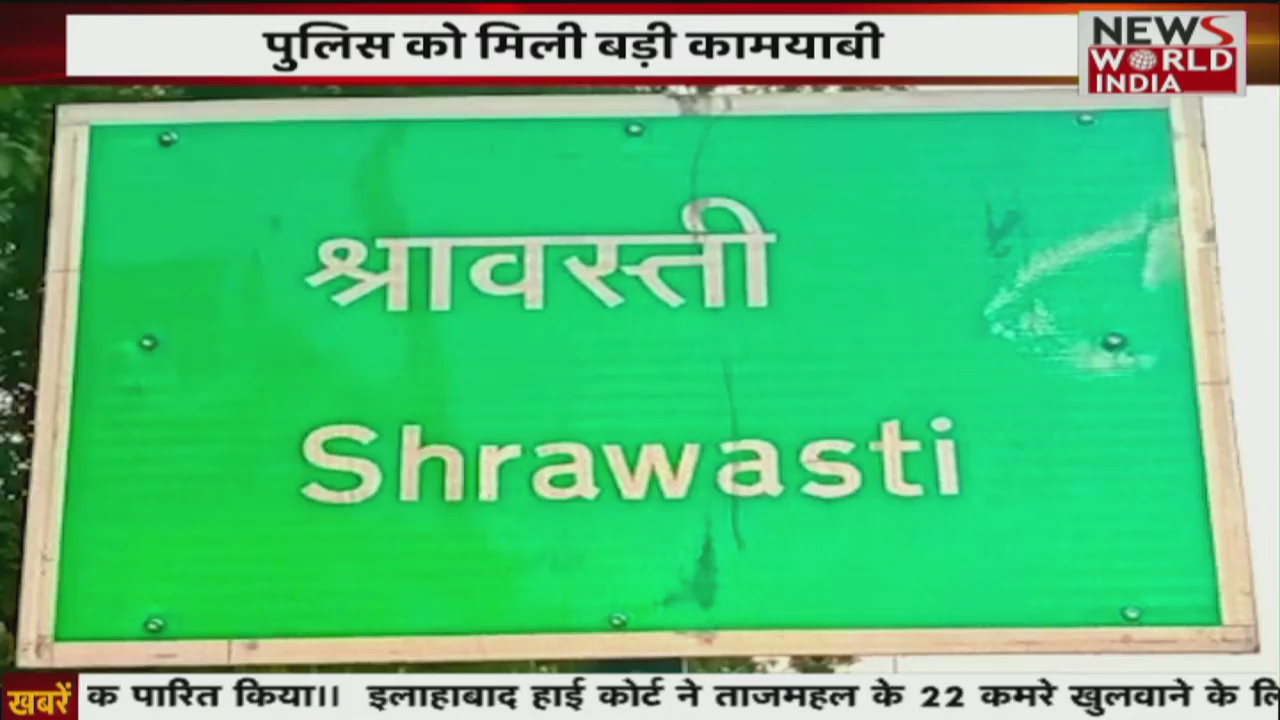 पुलिस को मिली बड़ी कामयाबी
NEWS
WORLD
INDIA
श्रावस्ती
Shrawasti
खबरें
क पारित किया।। इलाहाबाद हाई कोर्ट ने ताजमहल के 22 कमरे खुलवाने के लि